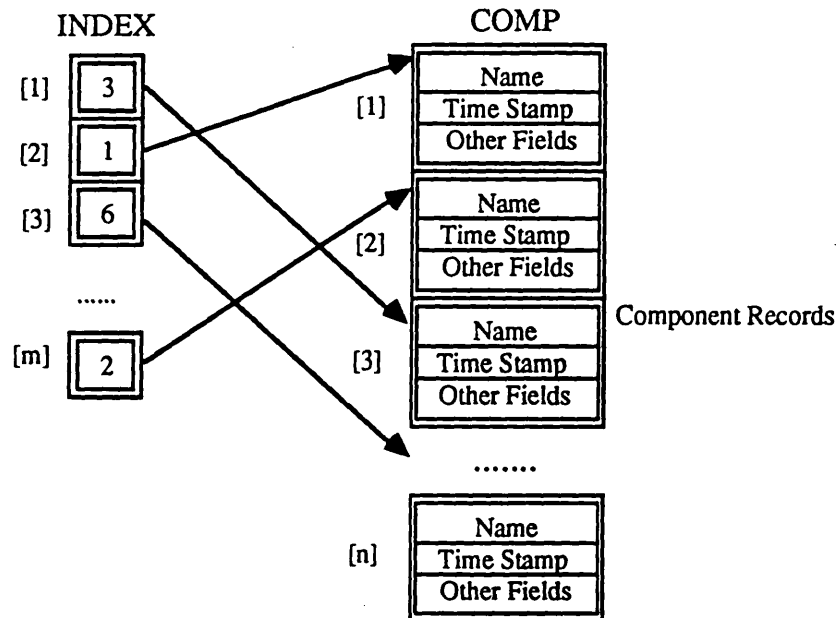 INDEX
[1] 3
[2] 1
[3] 6
......
[m] 2
COMP
[1]
Name
Time Stamp
Other Fields
[2]
Name
Time Stamp
Other Fields
[3]
Name
Time Stamp
Other Fields
Component Records
.......
[n]
Name
Time Stamp
Other Fields